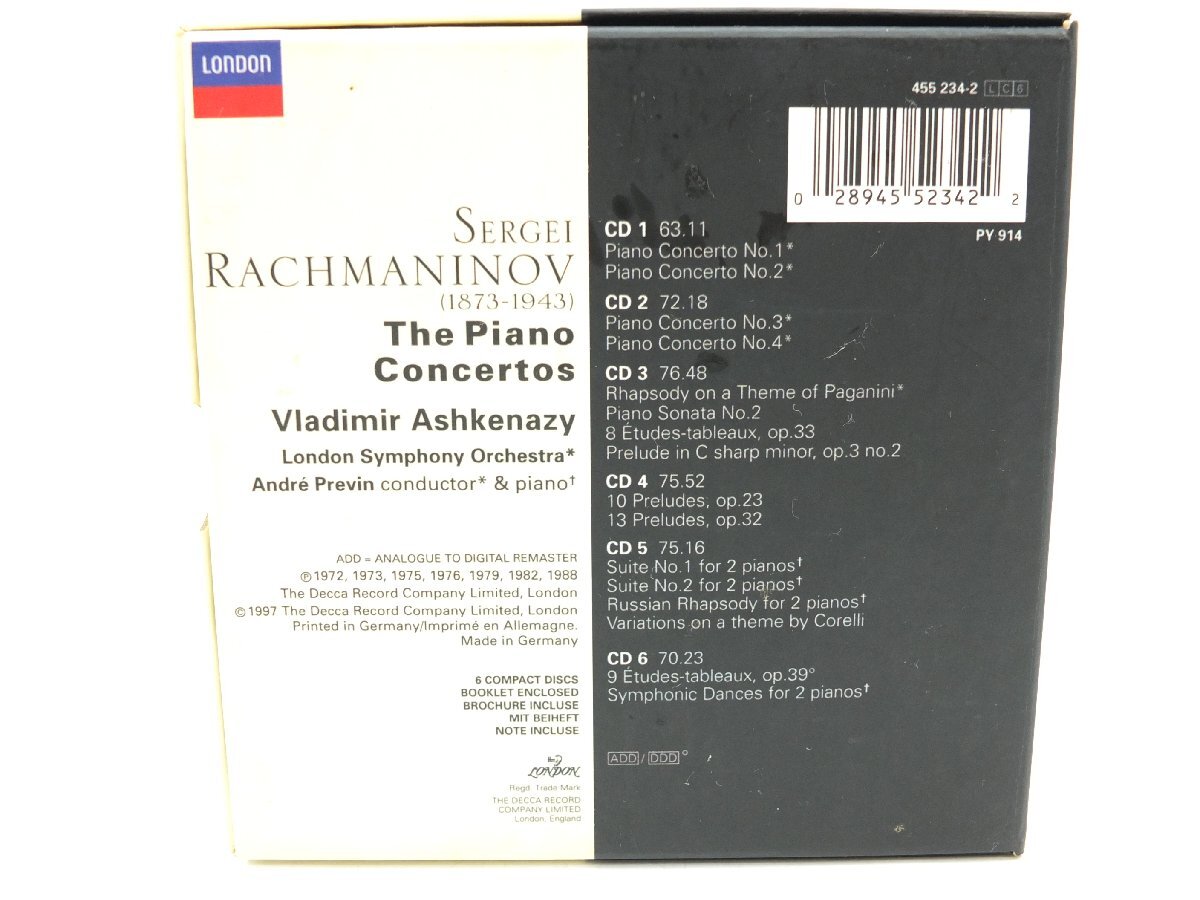 LONDON
SERGEI
RACHMANINOV
(1873-1943)
The Piano
Concertos
Vladimir Ashkenazy
London Symphony Orchestra*
André Previn conductor* & piano†
ADD = ANALOGUE TO DIGITAL REMASTER
℗1972, 1973, 1975, 1976, 1979, 1982, 1988
The Decca Record Company Limited, London
©1997 The Decca Record Company Limited, London
Printed in Germany/Imprimé en Allemagne.
Made in Germany
6 COMPACT DISCS
BOOKLET ENCLOSED
BROCHURE INCLUSE
MIT BEIHEFT
NOTE INCLUSE
LONDON
Regd. Trade Mark
THE DECCA RECORD
COMPANY LIMITED
London, England
455 234-2 LC6
0 28945 52342 2
PY 914
CD 1 63.11
Piano Concerto No.1*
Piano Concerto No.2*
CD 2 72.18
Piano Concerto No.3*
Piano Concerto No.4*
CD 3 76.48
Rhapsody on a Theme of Paganini*
Piano Sonata No.2
8 Études-tableaux, op.33
Prelude in C sharp minor, op.3 no.2
CD 4 75.52
10 Preludes, op.23
13 Preludes, op.32
CD 5 75.16
Suite No.1 for 2 pianos†
Suite No.2 for 2 pianos†
Russian Rhapsody for 2 pianos†
Variations on a theme by Corelli
CD 6 70.23
9 Études-tableaux, op.39°
Symphonic Dances for 2 pianos†
ADD/DDD°